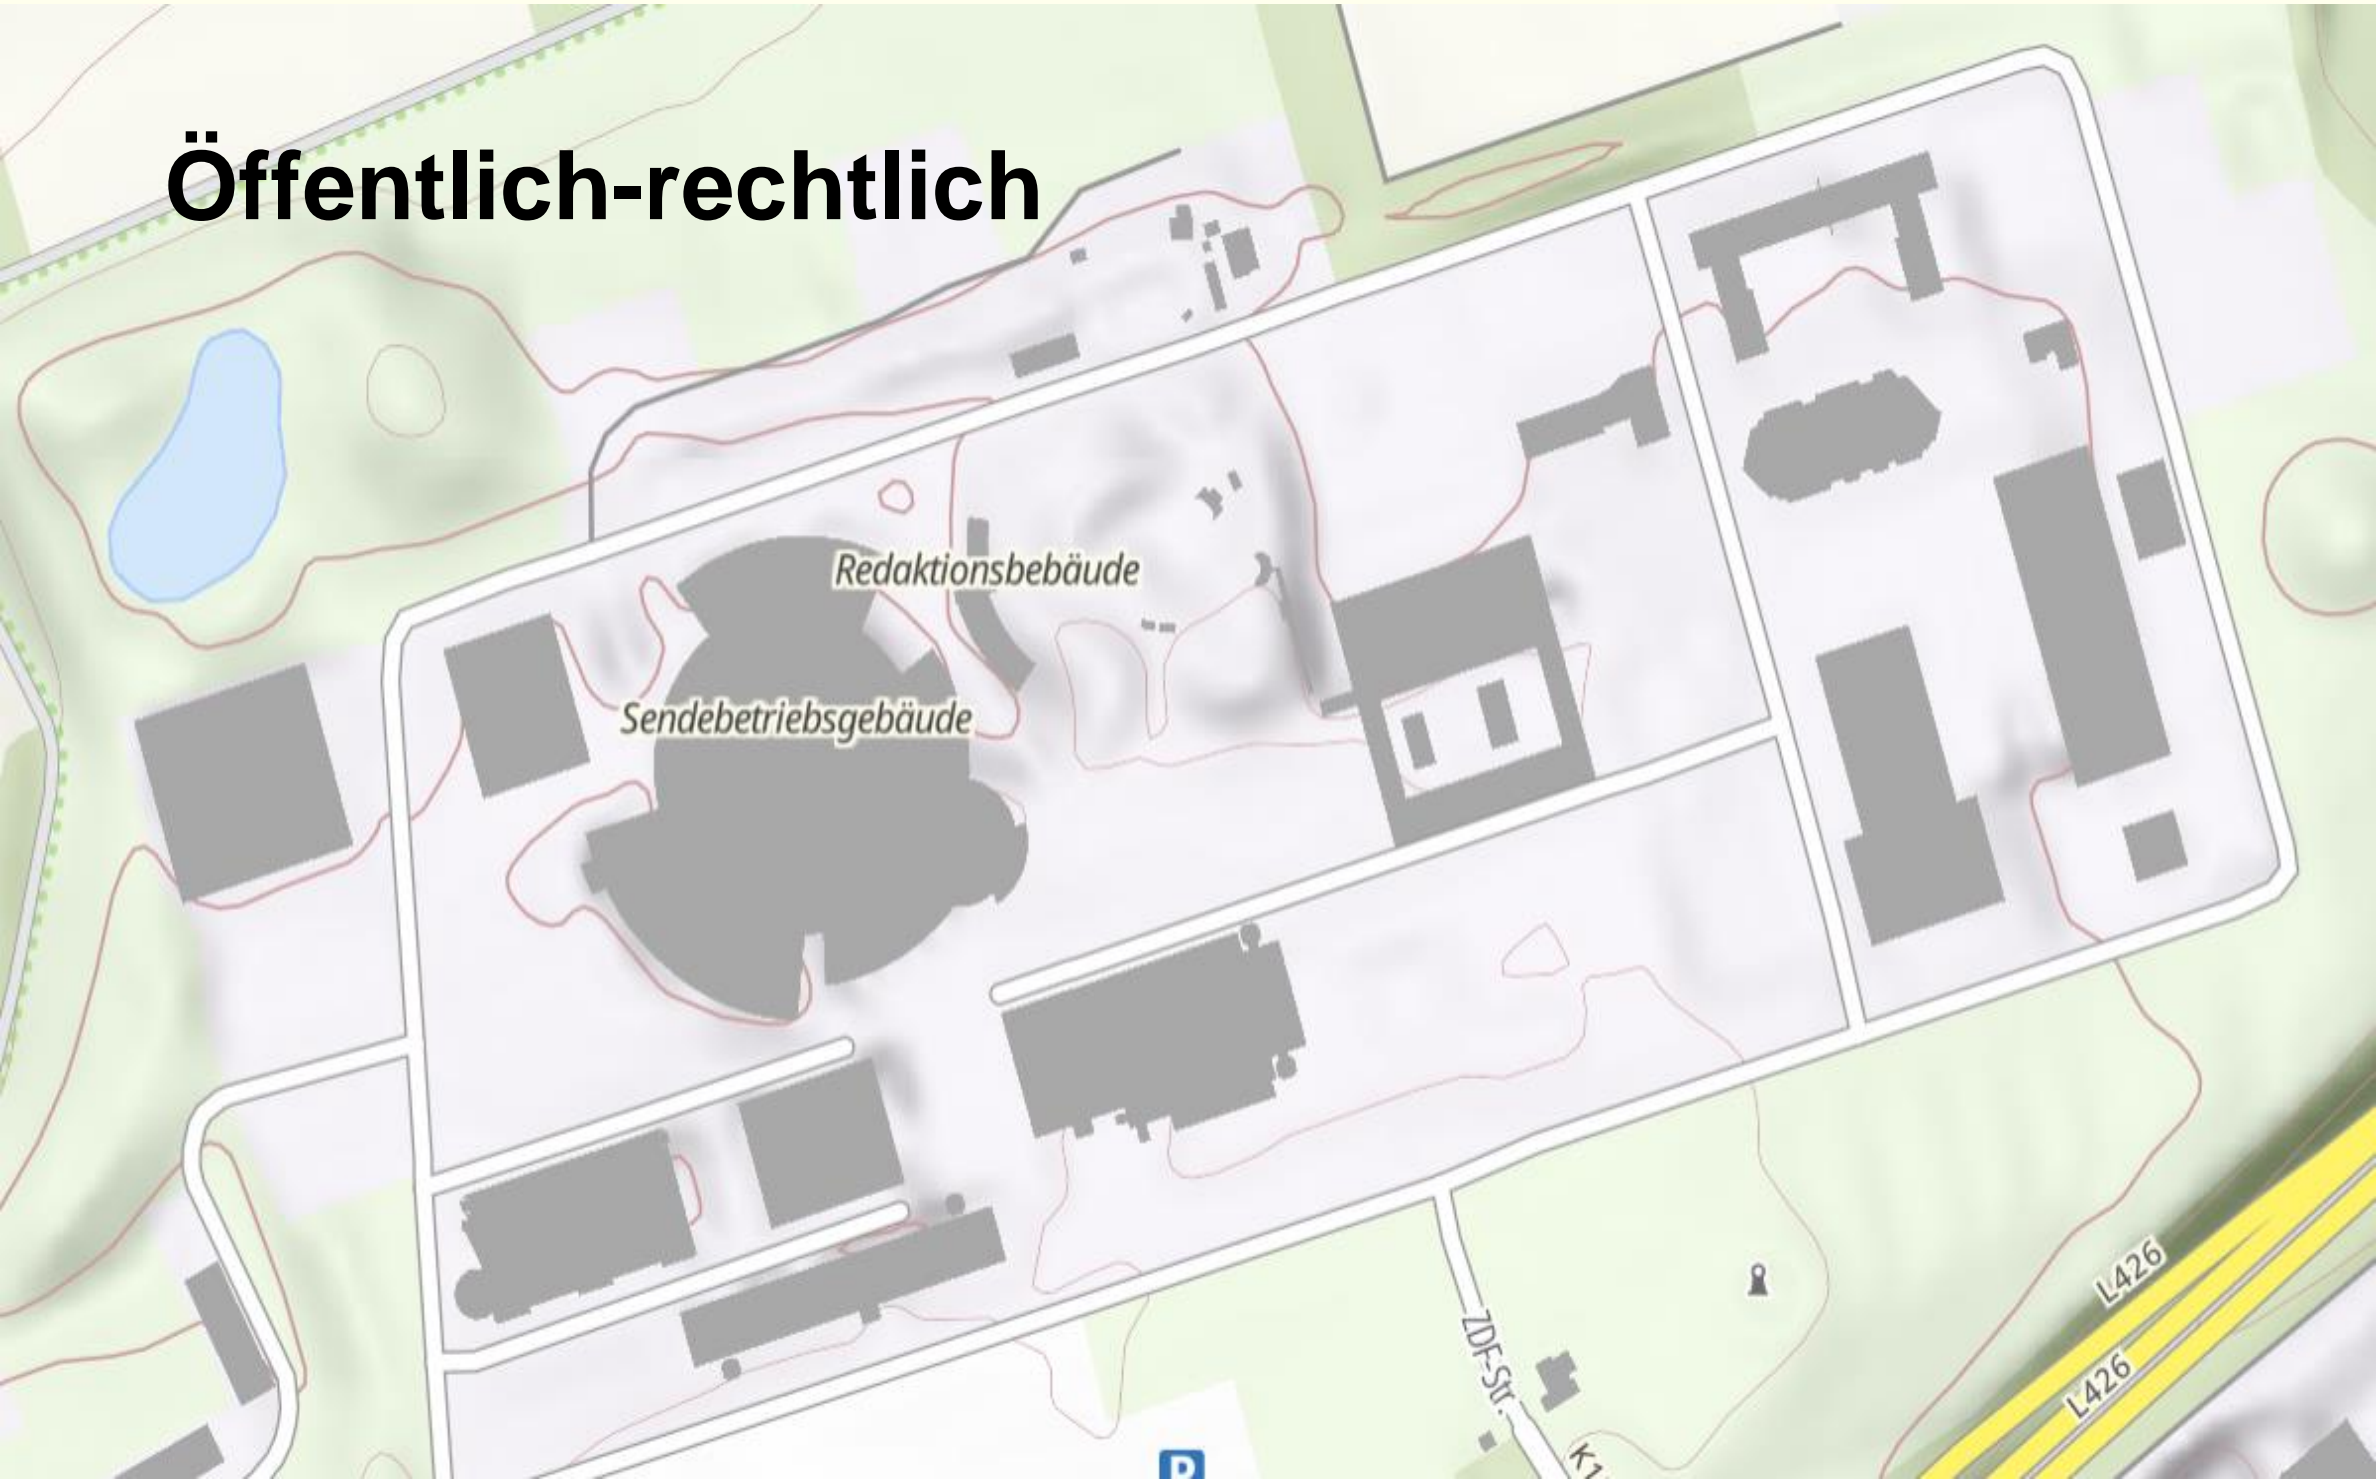 Öffentlich-rechtlich
Redaktionsbebäude
Sendebetriebsgebäude
L426
L426
ZDF-Str.
P